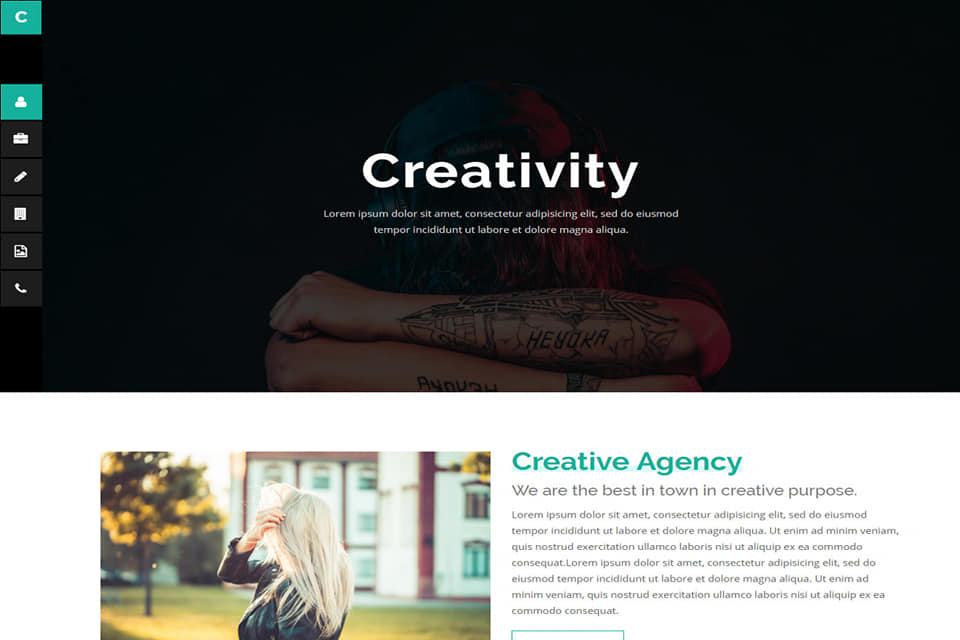 C
Creativity
Lorem ipsum dolor sit amet, consectetur adipisicing elit, sed do eiusmod
tempor incididunt ut labore et dolore magna aliqua.
HEYOKA
Creative Agency
We are the best in town in creative purpose.
Lorem ipsum dolor sit amet, consectetur adipisicing elit, sed do eiusmod
tempor incididunt ut labore et dolore magna aliqua. Ut enim ad minim veniam,
quis nostrud exercitation ullamco laboris nisi ut aliquip ex ea commodo
consequat.Lorem ipsum dolor sit amet, consectetur adipisicing elit, sed do
eiusmod tempor incididunt ut labore et dolore magna aliqua. Ut enim ad
minim veniam, quis nostrud exercitation ullamco laboris nisi ut aliquip ex ea
commodo consequat.